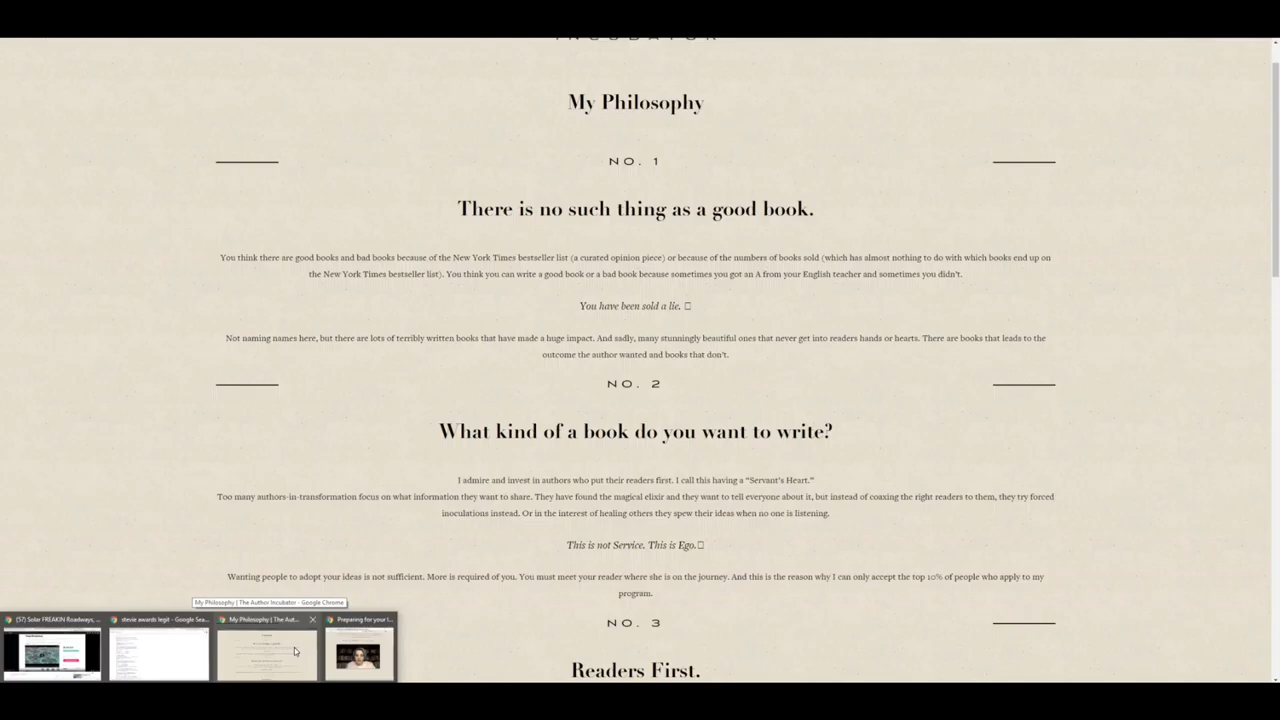 INCUBATOR
My Philosophy
NO. 1
There is no such thing as a good book.
You think there are good books and bad books because of the New York Times bestseller list (a curated opinion piece) or because of the numbers of books sold (which has almost nothing to do with which books end up on
the New York Times bestseller list). You think you can write a good book or a bad book because sometimes you got an A from your English teacher and sometimes you didn't.
You have been sold a lie.
Not naming names here, but there are lots of terribly written books that have made a huge impact. And sadly, many stunningly beautiful ones that never get into readers hands or hearts. There are books that leads to the
outcome the author wanted and books that don't.
NO. 2
What kind of a book do you want to write?
I admire and invest in authors who put their readers first. I call this having a “Servant's Heart.”
Too many authors-in-transformation focus on what information they want to share. They have found the magical elixir and they want to tell everyone about it, but instead of coaxing the right readers to them, they try forced
inoculations instead. Or in the interest of healing others they spew their ideas when no one is listening.
This is not Service. This is Ego.
Wanting people to adopt your ideas is not sufficient. More is required of you. You must meet your reader where she is on the journey. And this is the reason why I can only accept the top 10% of people who apply to my
program.
My Philosophy | The Author Incubator - Google Chrome
(57) Solar FREAKIN Roadways, ...
stevie awards legit - Google Sea...
My Philosophy | The Aut...
Preparing for your I...
NO. 3
Readers First.